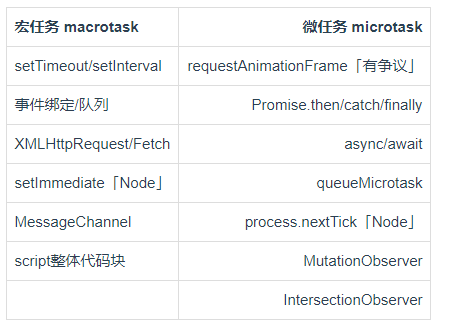 宏任务 macrotask 微任务 microtask
setTimeout/setInterval requestAnimationFrame「有争议」
事件绑定/队列 Promise.then/catch/finally
XMLHttpRequest/Fetch async/await
setImmediate「Node」 queueMicrotask
MessageChannel process.nextTick「Node」
script整体代码块 MutationObserver
IntersectionObserver